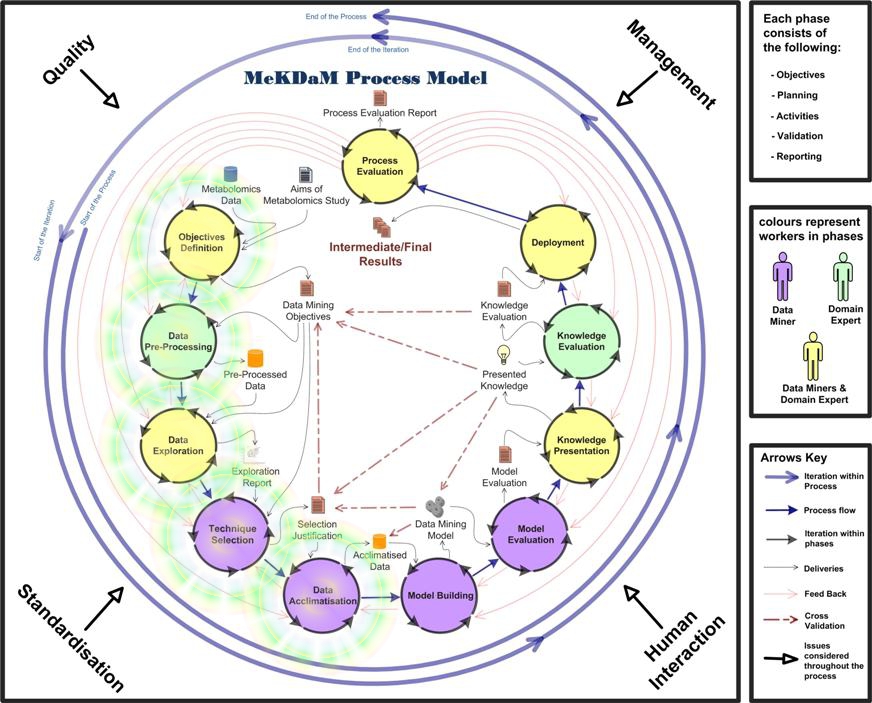 End of the Process
End of the Iteration
MeKDaM Process Model
Quality
Management
Start of the Iteration
Start of the Process
Process Evaluation Report
Process
Evaluation
Metabolomics
Data
Aims of
Metabolomics Study
Objectives
Definition
Intermediate/Final
Results
Deployment
Data Mining
Objectives
Knowledge
Evaluation
Data
Pre-Processing
Knowledge
Evaluation
Pre-Processed
Data
Presented
Knowledge
Data
Exploration
Knowledge
Presentation
Exploration
Report
Model
Evaluation
Technique
Selection
Selection
Justification
Data Mining
Model
Model
Evaluation
Acclimatised
Data
Data
Acclimatisation
Model Building
Standardisation
Human
Interaction
Each phase
consists of
the following:
- Objectives
- Planning
- Activities
- Validation
- Reporting
colours represent
workers in phases
Data
Miner
Domain
Expert
Data Miners &
Domain Expert
Arrows Key
Iteration within
Process
Process flow
Iteration within
phases
Deliveries
Feed Back
Cross
Validation
Issues
considered
throughout the
process